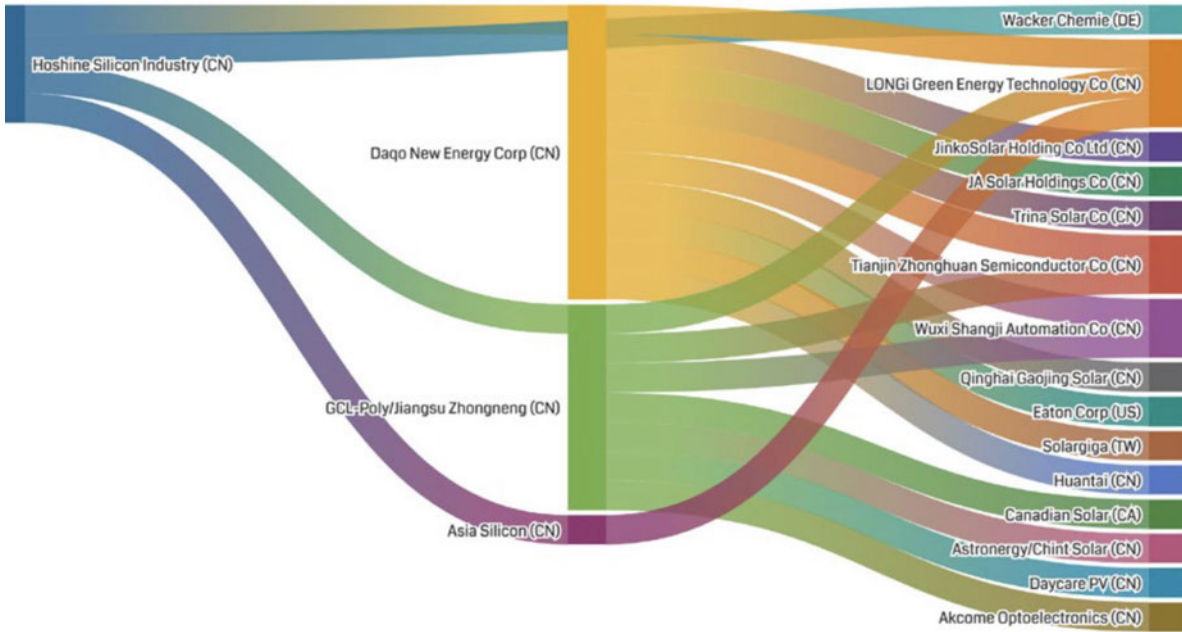 Hoshine Silicon Industry (CN)
Daqo New Energy Corp (CN)
GCL-Poly/Jiangsu Zhongneng (CN)
Asia Silicon (CN)
Wacker Chemie (DE)
LONGi Green Energy Technology Co (CN)
JinkoSolar Holding Co Ltd (CN)
JA Solar Holdings Co (CN)
Trina Solar Co (CN)
Tianjin Zhonghuan Semiconductor Co (CN)
Wuxi Shangji Automation Co (CN)
Qinghai Gaojing Solar (CN)
Eaton Corp (US)
Solargiga (TW)
Huantai (CN)
Canadian Solar (CA)
Astronergy/Chint Solar (CN)
Daycare PV (CN)
Akcome Optoelectronics (CN)